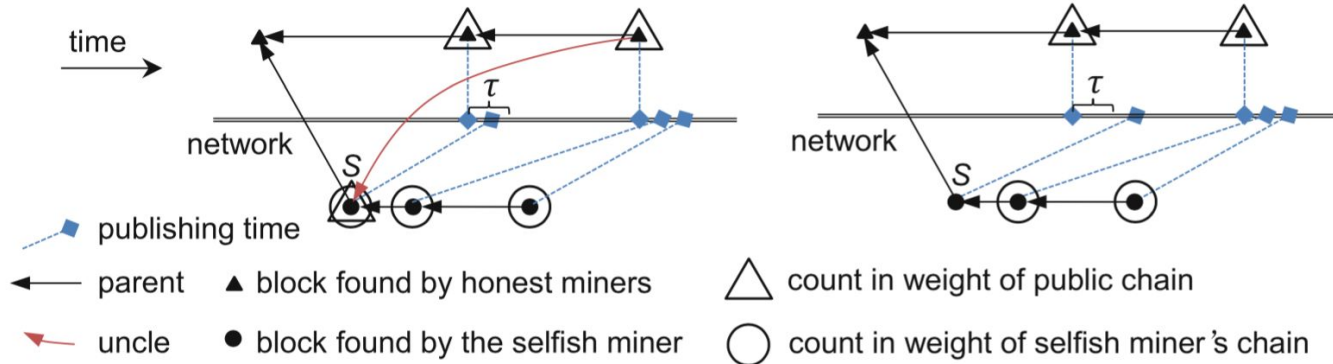 time
τ
τ
network
network
S
S
publishing time
parent
block found by honest miners
count in weight of public chain
uncle
block found by the selfish miner
count in weight of selfish miner's chain